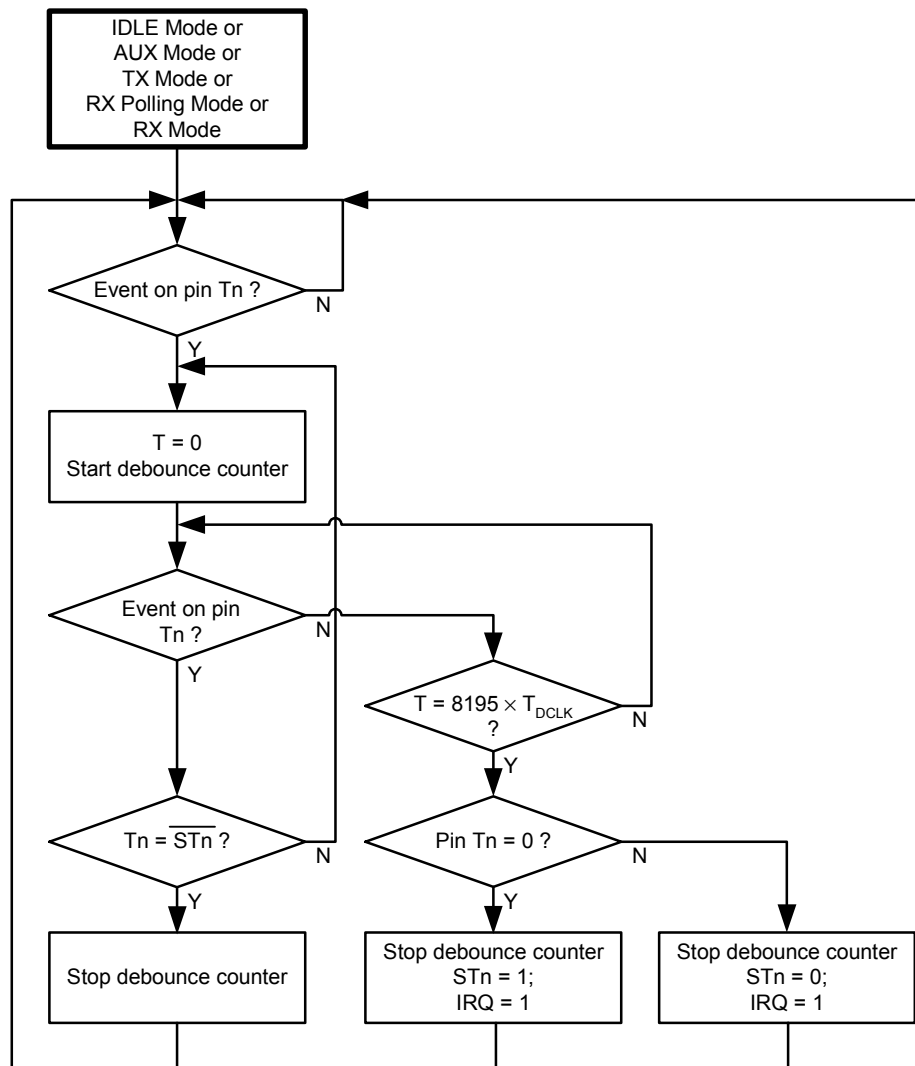 IDLE Mode or
AUX Mode or
TX Mode or
RX Polling Mode or
RX Mode
Event on pin Tn ?
N
Y
T = 0
Start debounce counter
Event on pin
Tn ?
N
Y
T = 8195 × T_DCLK
?
N
Y
Tn = S̅T̅n̅ ?
N
Y
Pin Tn = 0 ?
N
Y
Stop debounce counter
Stop debounce counter
STn = 1;
IRQ = 1
Stop debounce counter
STn = 0;
IRQ = 1